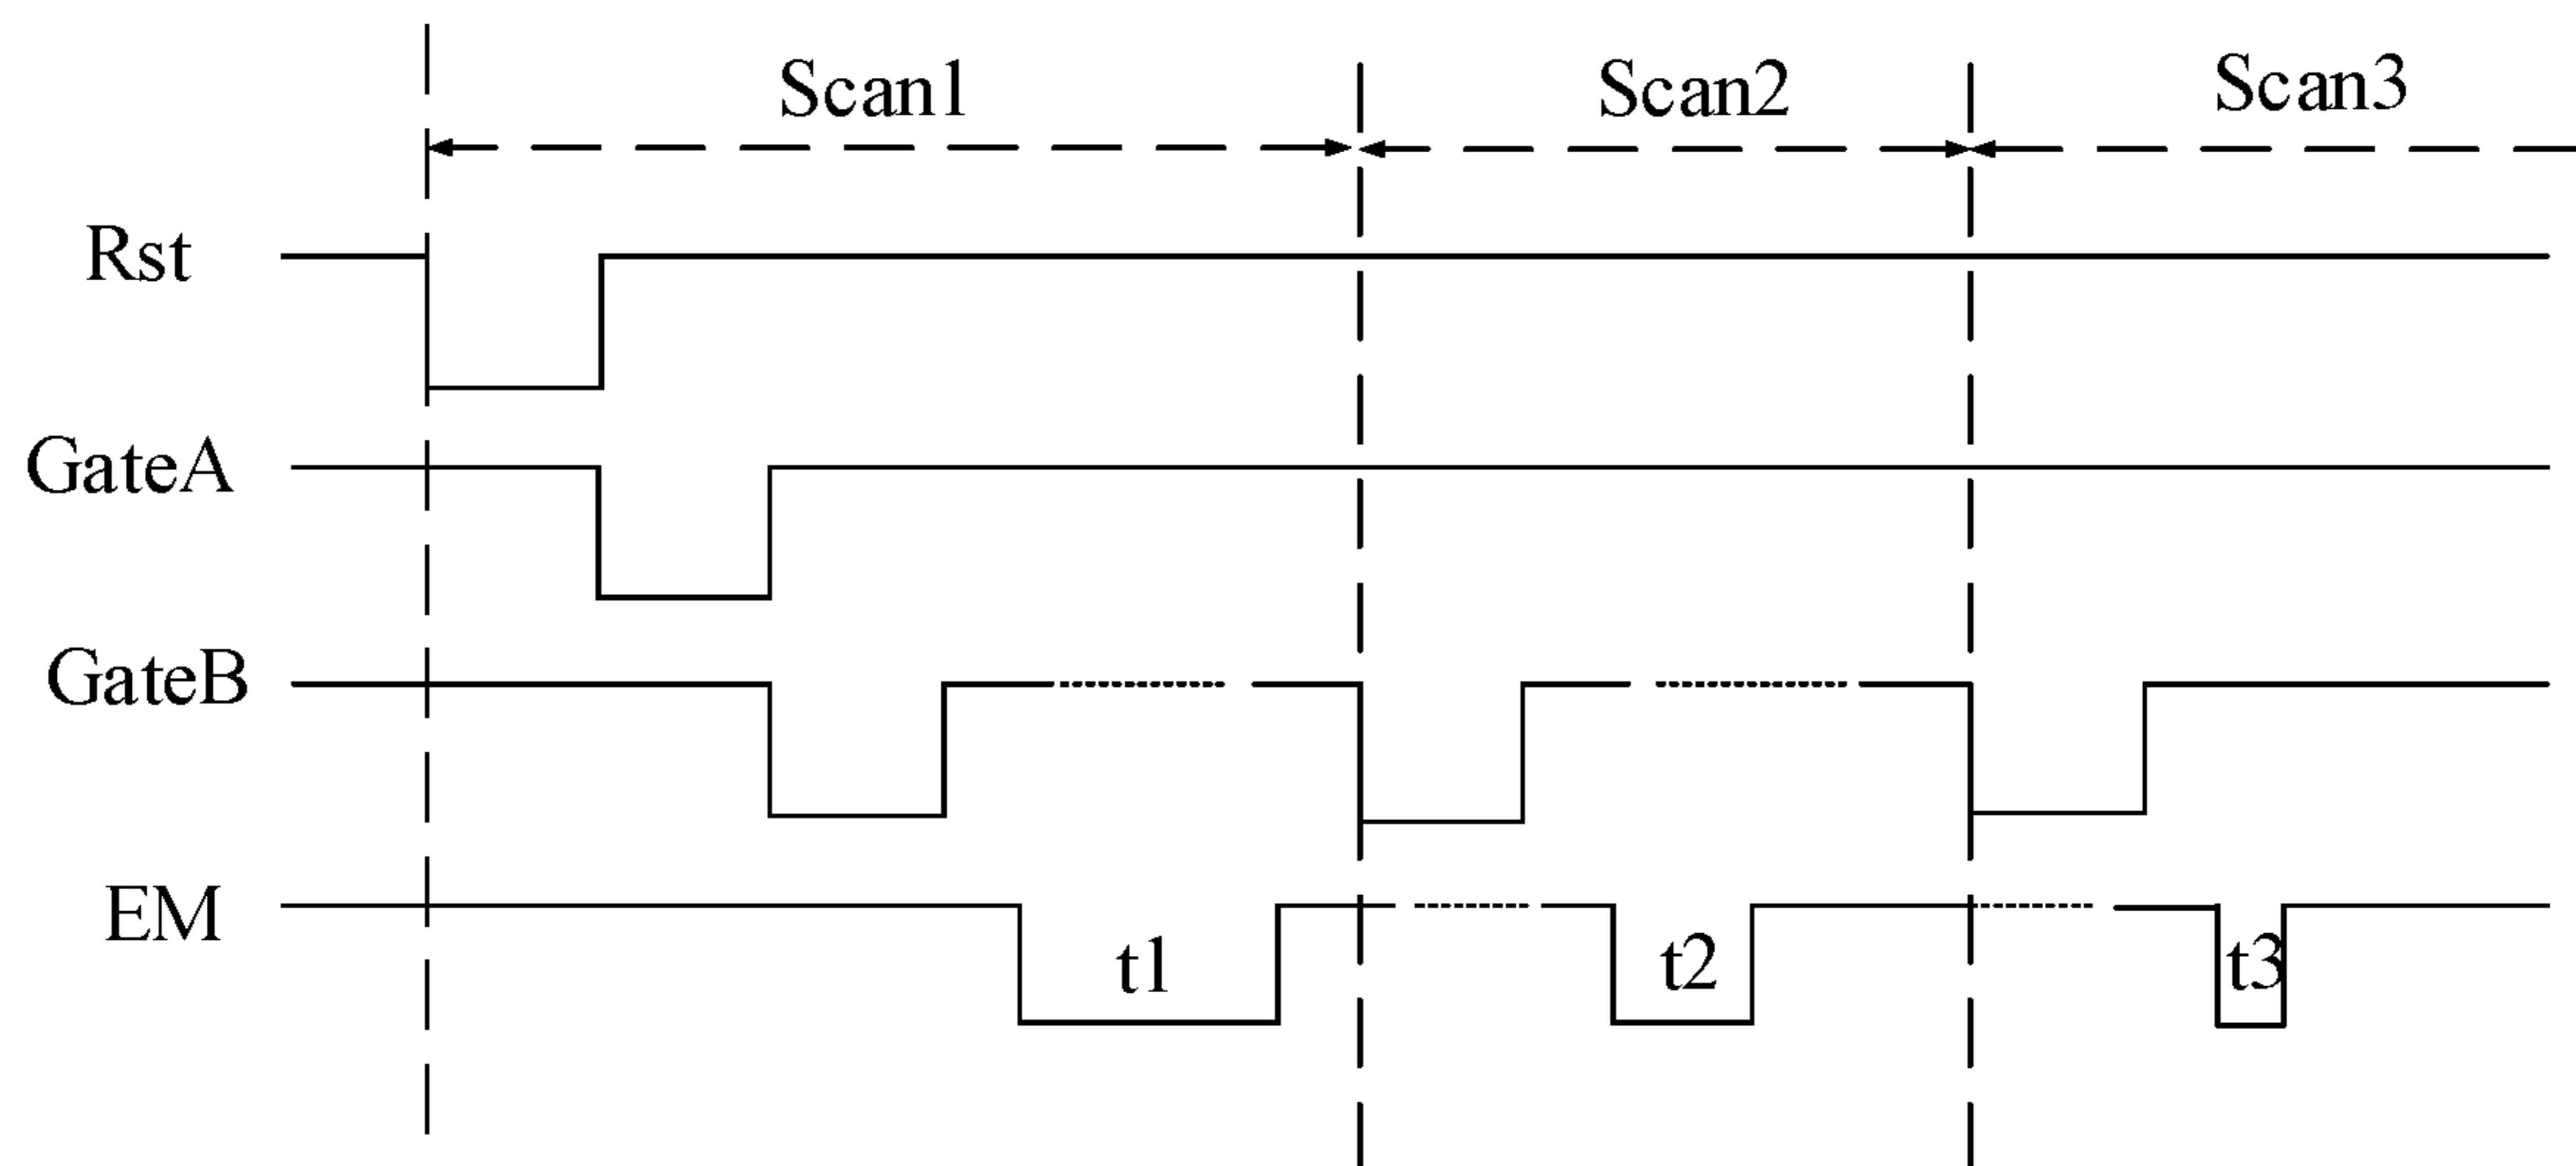 Scan1 Scan2 Scan3
Rst
GateA
GateB
EM
t1 t2 t3